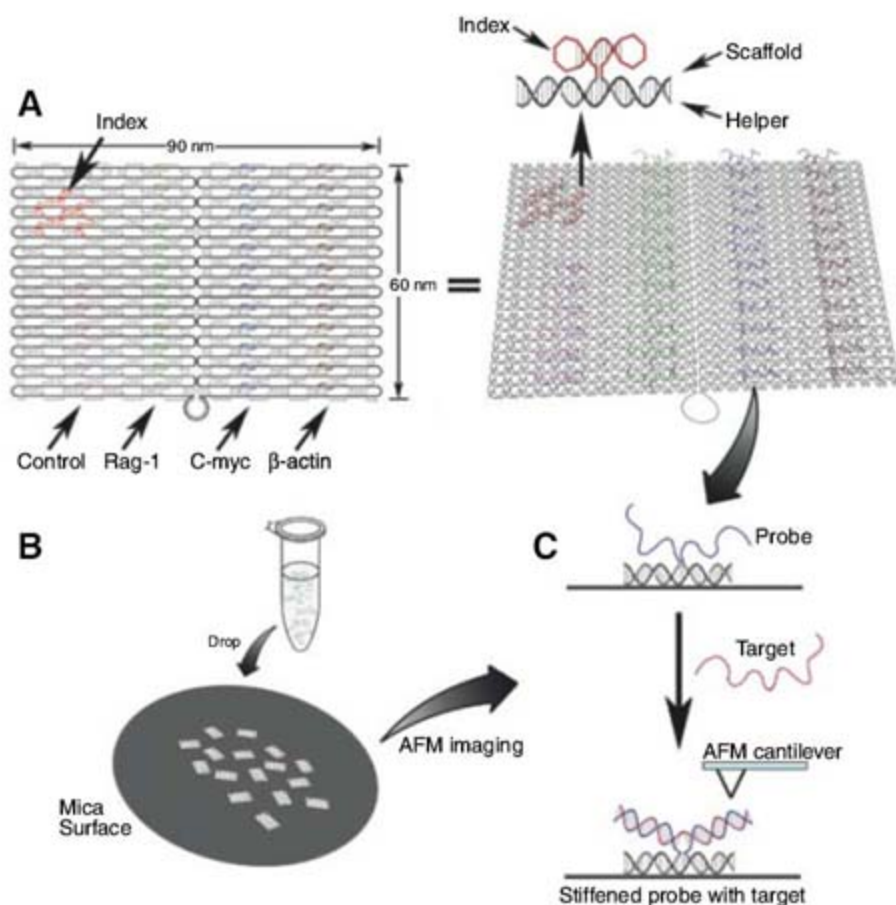 A
Index
90 nm
60 nm
Control Rag-1 C-myc β-actin
Index
Scaffold
Helper
B
Drop
Mica
Surface
AFM imaging
C
Probe
Target
AFM cantilever
Stiffened probe with target